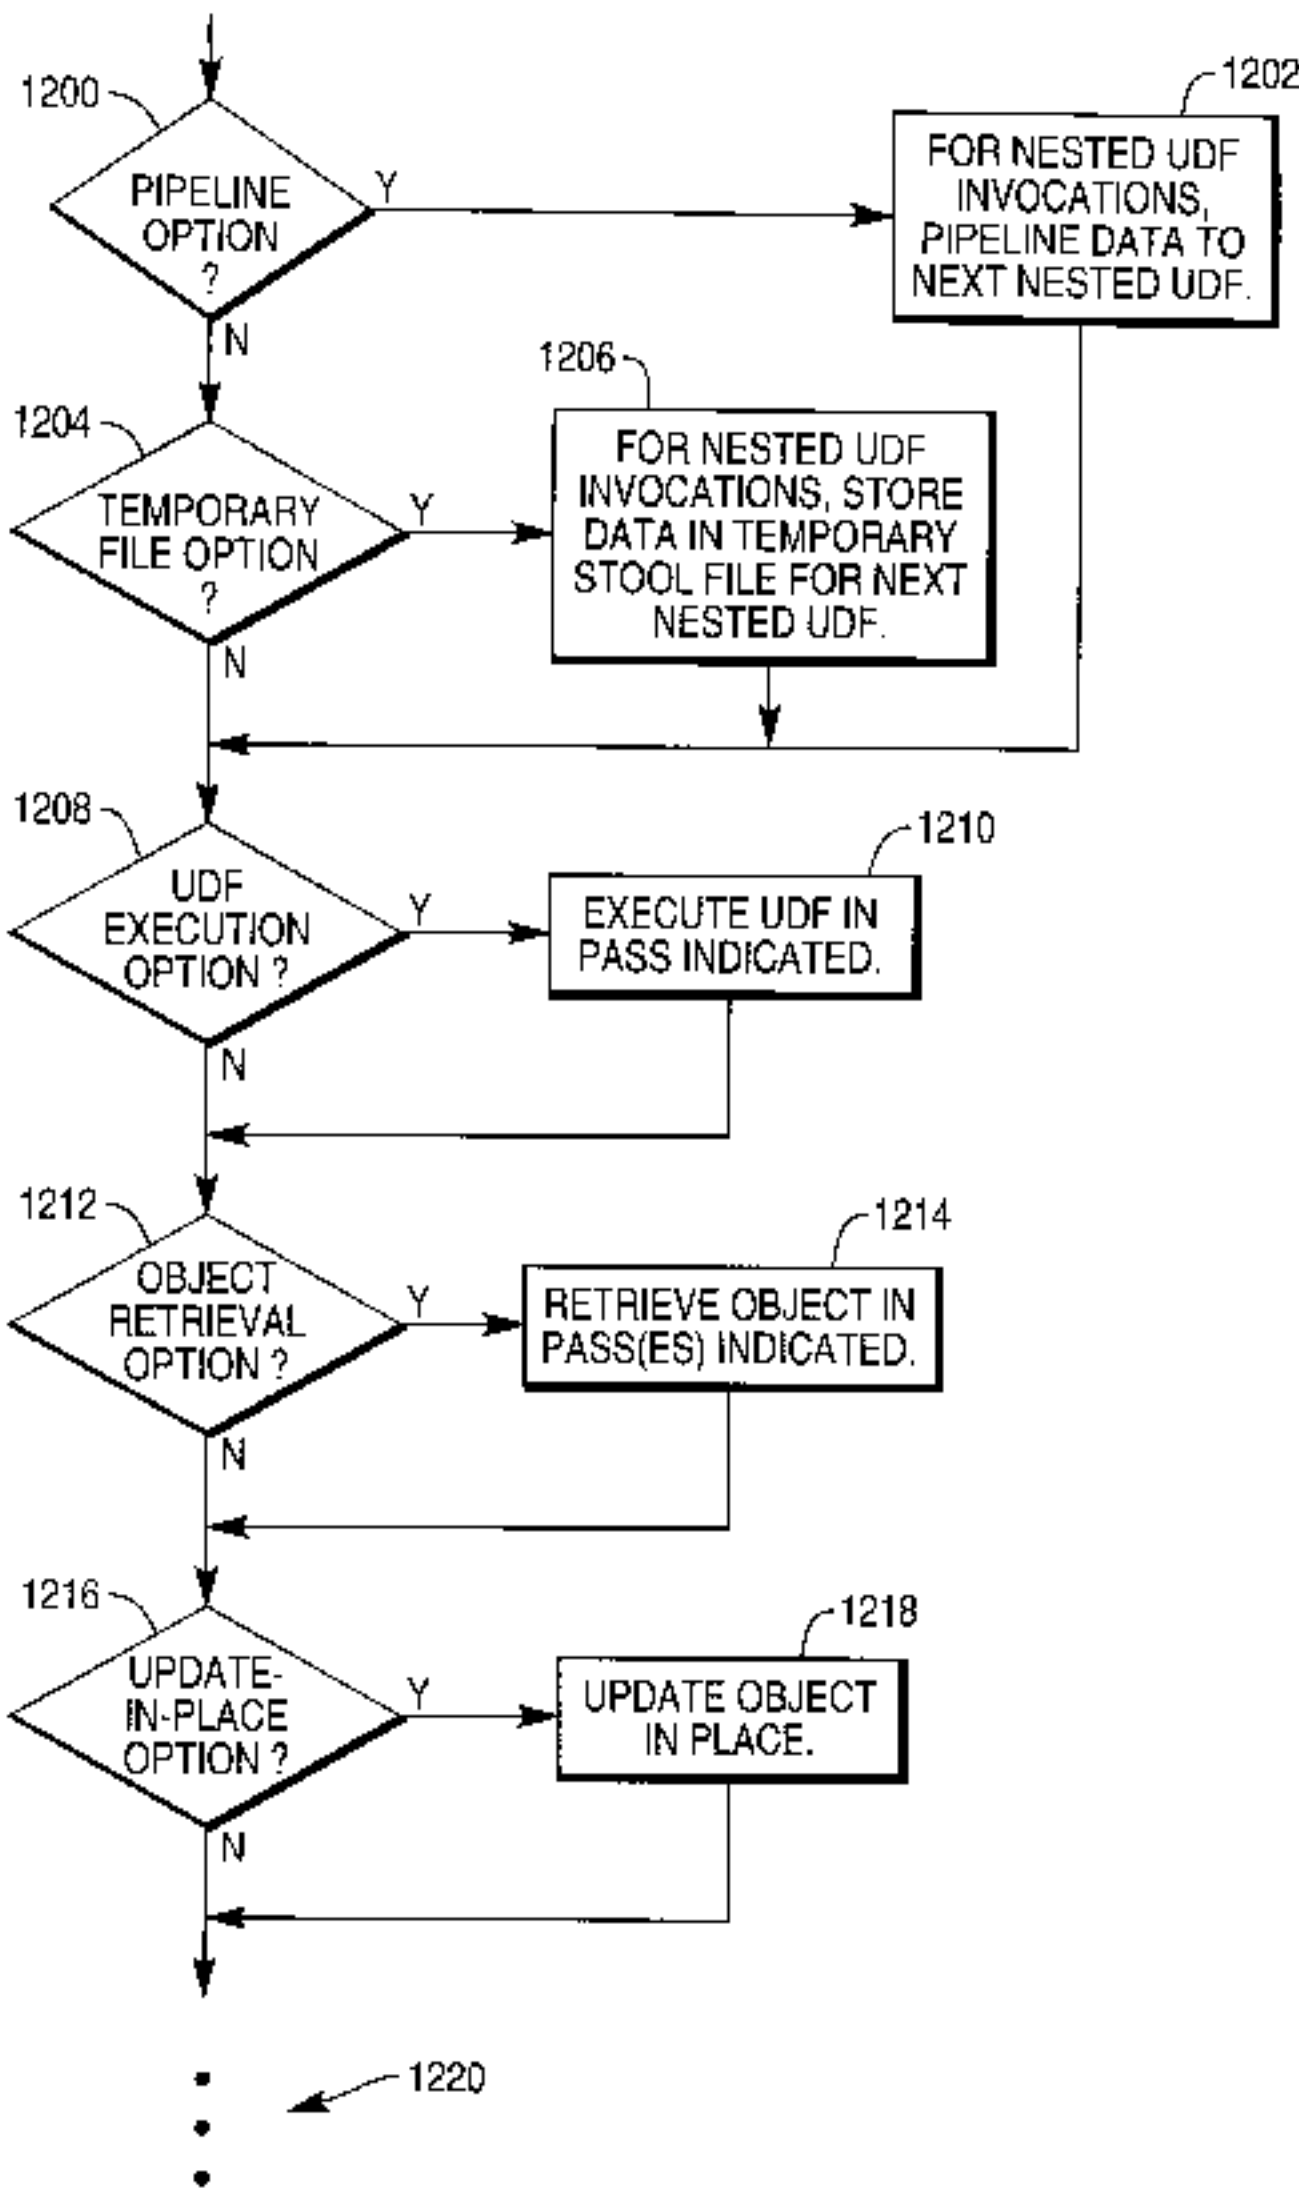 1200
PIPELINE
OPTION
?
Y
N
1202
FOR NESTED UDF
INVOCATIONS,
PIPELINE DATA TO
NEXT NESTED UDF.
1204
TEMPORARY
FILE OPTION
?
Y
N
1206
FOR NESTED UDF
INVOCATIONS, STORE
DATA IN TEMPORARY
STOOL FILE FOR NEXT
NESTED UDF.
1208
UDF
EXECUTION
OPTION ?
Y
N
1210
EXECUTE UDF IN
PASS INDICATED.
1212
OBJECT
RETRIEVAL
OPTION ?
Y
N
1214
RETRIEVE OBJECT IN
PASS(ES) INDICATED.
1216
UPDATE-
IN-PLACE
OPTION ?
Y
N
1218
UPDATE OBJECT
IN PLACE.
1220